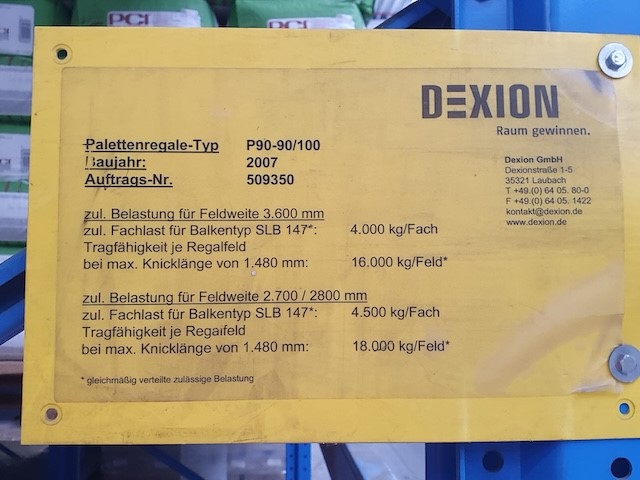 PCI
DEXION
Raum gewinnen.
Palettenregale-Typ P90-90/100
Baujahr: 2007
Auftrags-Nr. 509350
Dexion GmbH
Dexionstraße 1-5
35321 Laubach
T +49.(0) 64 05. 80-0
F +49.(0) 64 05. 1422
kontakt@dexion.de
www.dexion.de
zul. Belastung für Feldweite 3.600 mm
zul. Fachlast für Balkentyp SLB 147*: 4.000 kg/Fach
Tragfähigkeit je Regalfeld
bei max. Knicklänge von 1.480 mm: 16.000 kg/Feld*
zul. Belastung für Feldweite 2.700 / 2800 mm
zul. Fachlast für Balkentyp SLB 147*: 4.500 kg/Fach
Tragfähigkeit je Regalfeld
bei max. Knicklänge von 1.480 mm: 18.000 kg/Feld*
* gleichmäßig verteilte zulässige Belastung